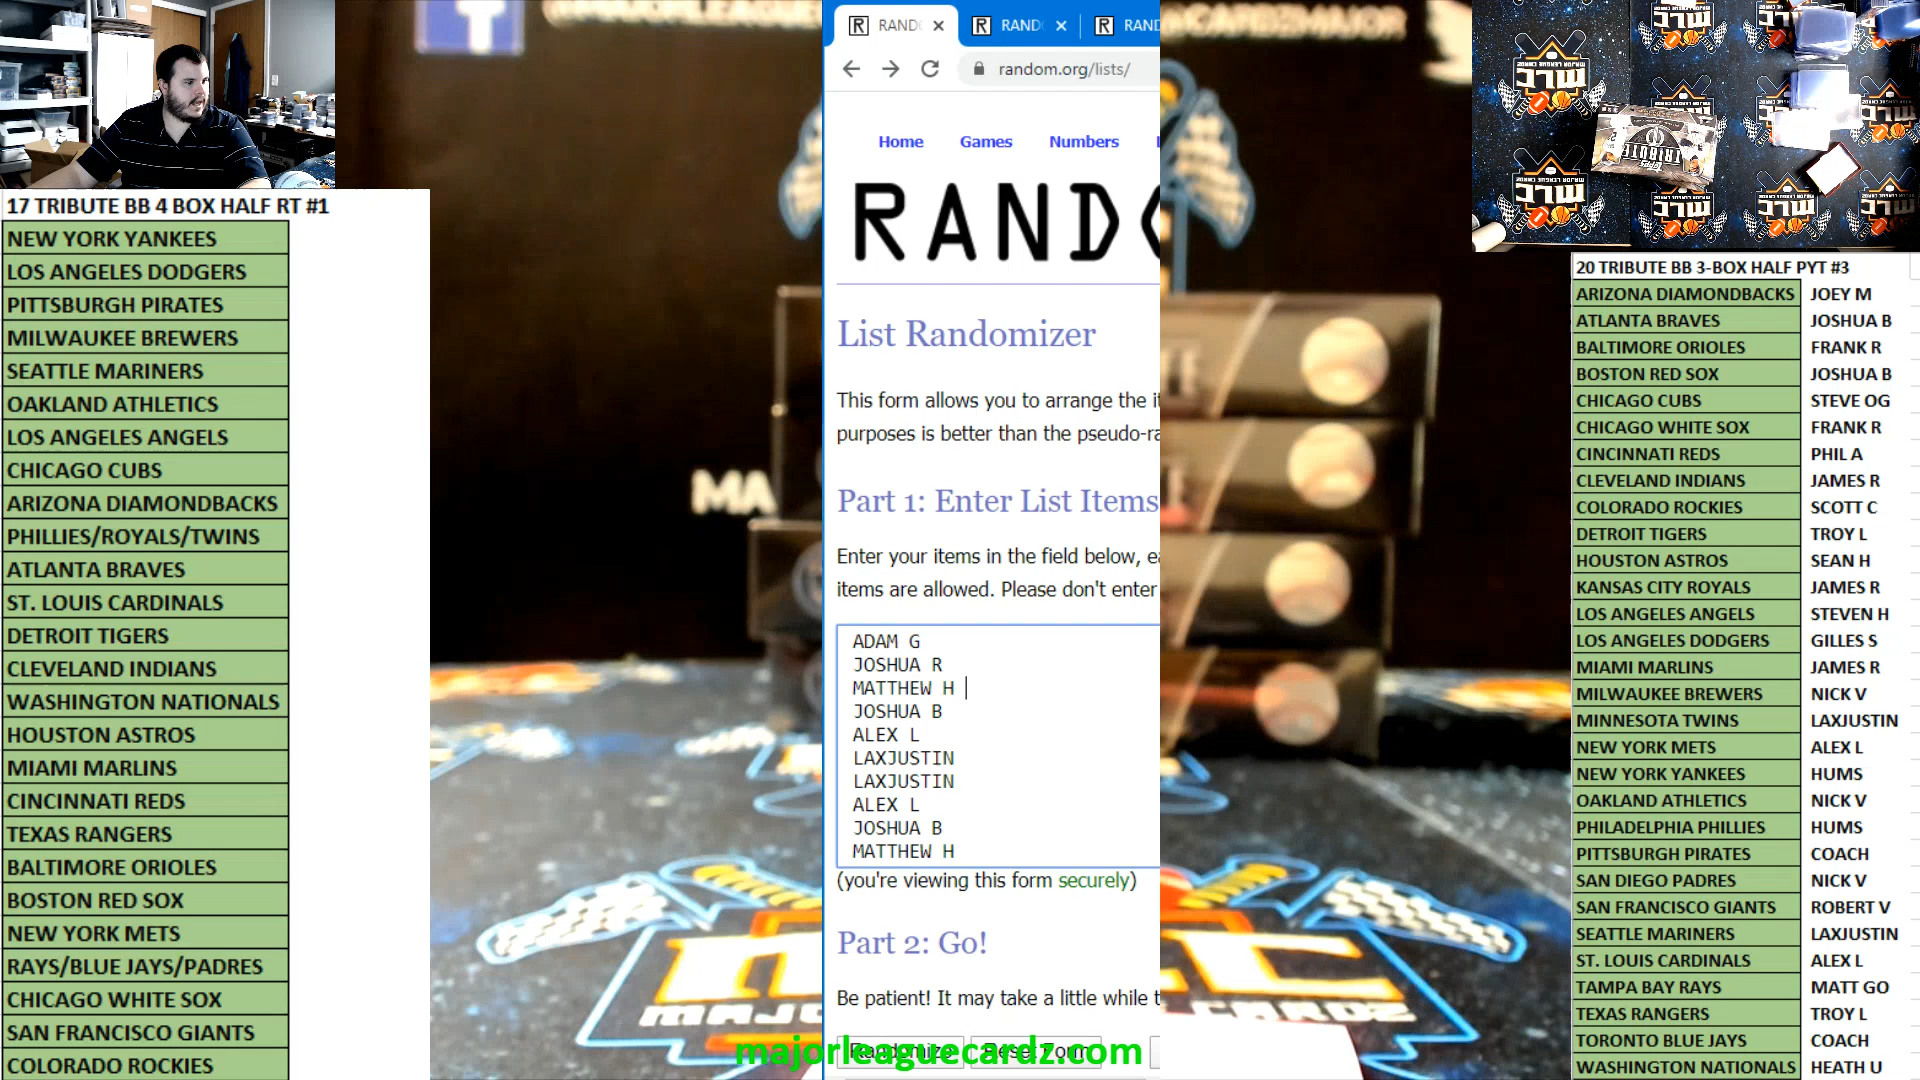 17 TRIBUTE BB 4 BOX HALF RT #1
NEW YORK YANKEES
LOS ANGELES DODGERS
PITTSBURGH PIRATES
MILWAUKEE BREWERS
SEATTLE MARINERS
OAKLAND ATHLETICS
LOS ANGELES ANGELS
CHICAGO CUBS
ARIZONA DIAMONDBACKS
PHILLIES/ROYALS/TWINS
ATLANTA BRAVES
ST. LOUIS CARDINALS
DETROIT TIGERS
CLEVELAND INDIANS
WASHINGTON NATIONALS
HOUSTON ASTROS
MIAMI MARLINS
CINCINNATI REDS
TEXAS RANGERS
BALTIMORE ORIOLES
BOSTON RED SOX
NEW YORK METS
RAYS/BLUE JAYS/PADRES
CHICAGO WHITE SOX
SAN FRANCISCO GIANTS
COLORADO ROCKIES
MA
RAND
RAND
RAND
random.org/lists/
Home Games Numbers
RANDO
List Randomizer
This form allows you to arrange the it
purposes is better than the pseudo-ra
Part 1: Enter List Items
Enter your items in the field below, ea
items are allowed. Please don't enter
ADAM G
JOSHUA R
MATTHEW H
JOSHUA B
ALEX L
LAXJUSTIN
LAXJUSTIN
ALEX L
JOSHUA B
MATTHEW H
(you're viewing this form securely)
Part 2: Go!
Be patient! It may take a little while t
Randomize Reset Form
majorleaguecardz.com
MLC
TRIBUTE
20 TRIBUTE BB 3-BOX HALF PYT #3
ARIZONA DIAMONDBACKS JOEY M
ATLANTA BRAVES JOSHUA B
BALTIMORE ORIOLES FRANK R
BOSTON RED SOX JOSHUA B
CHICAGO CUBS STEVE OG
CHICAGO WHITE SOX FRANK R
CINCINNATI REDS PHIL A
CLEVELAND INDIANS JAMES R
COLORADO ROCKIES SCOTT C
DETROIT TIGERS TROY L
HOUSTON ASTROS SEAN H
KANSAS CITY ROYALS JAMES R
LOS ANGELES ANGELS STEVEN H
LOS ANGELES DODGERS GILLES S
MIAMI MARLINS JAMES R
MILWAUKEE BREWERS NICK V
MINNESOTA TWINS LAXJUSTIN
NEW YORK METS ALEX L
NEW YORK YANKEES HUMS
OAKLAND ATHLETICS NICK V
PHILADELPHIA PHILLIES HUMS
PITTSBURGH PIRATES COACH
SAN DIEGO PADRES NICK V
SAN FRANCISCO GIANTS ROBERT V
SEATTLE MARINERS LAXJUSTIN
ST. LOUIS CARDINALS ALEX L
TAMPA BAY RAYS MATT GO
TEXAS RANGERS TROY L
TORONTO BLUE JAYS COACH
WASHINGTON NATIONALS HEATH U